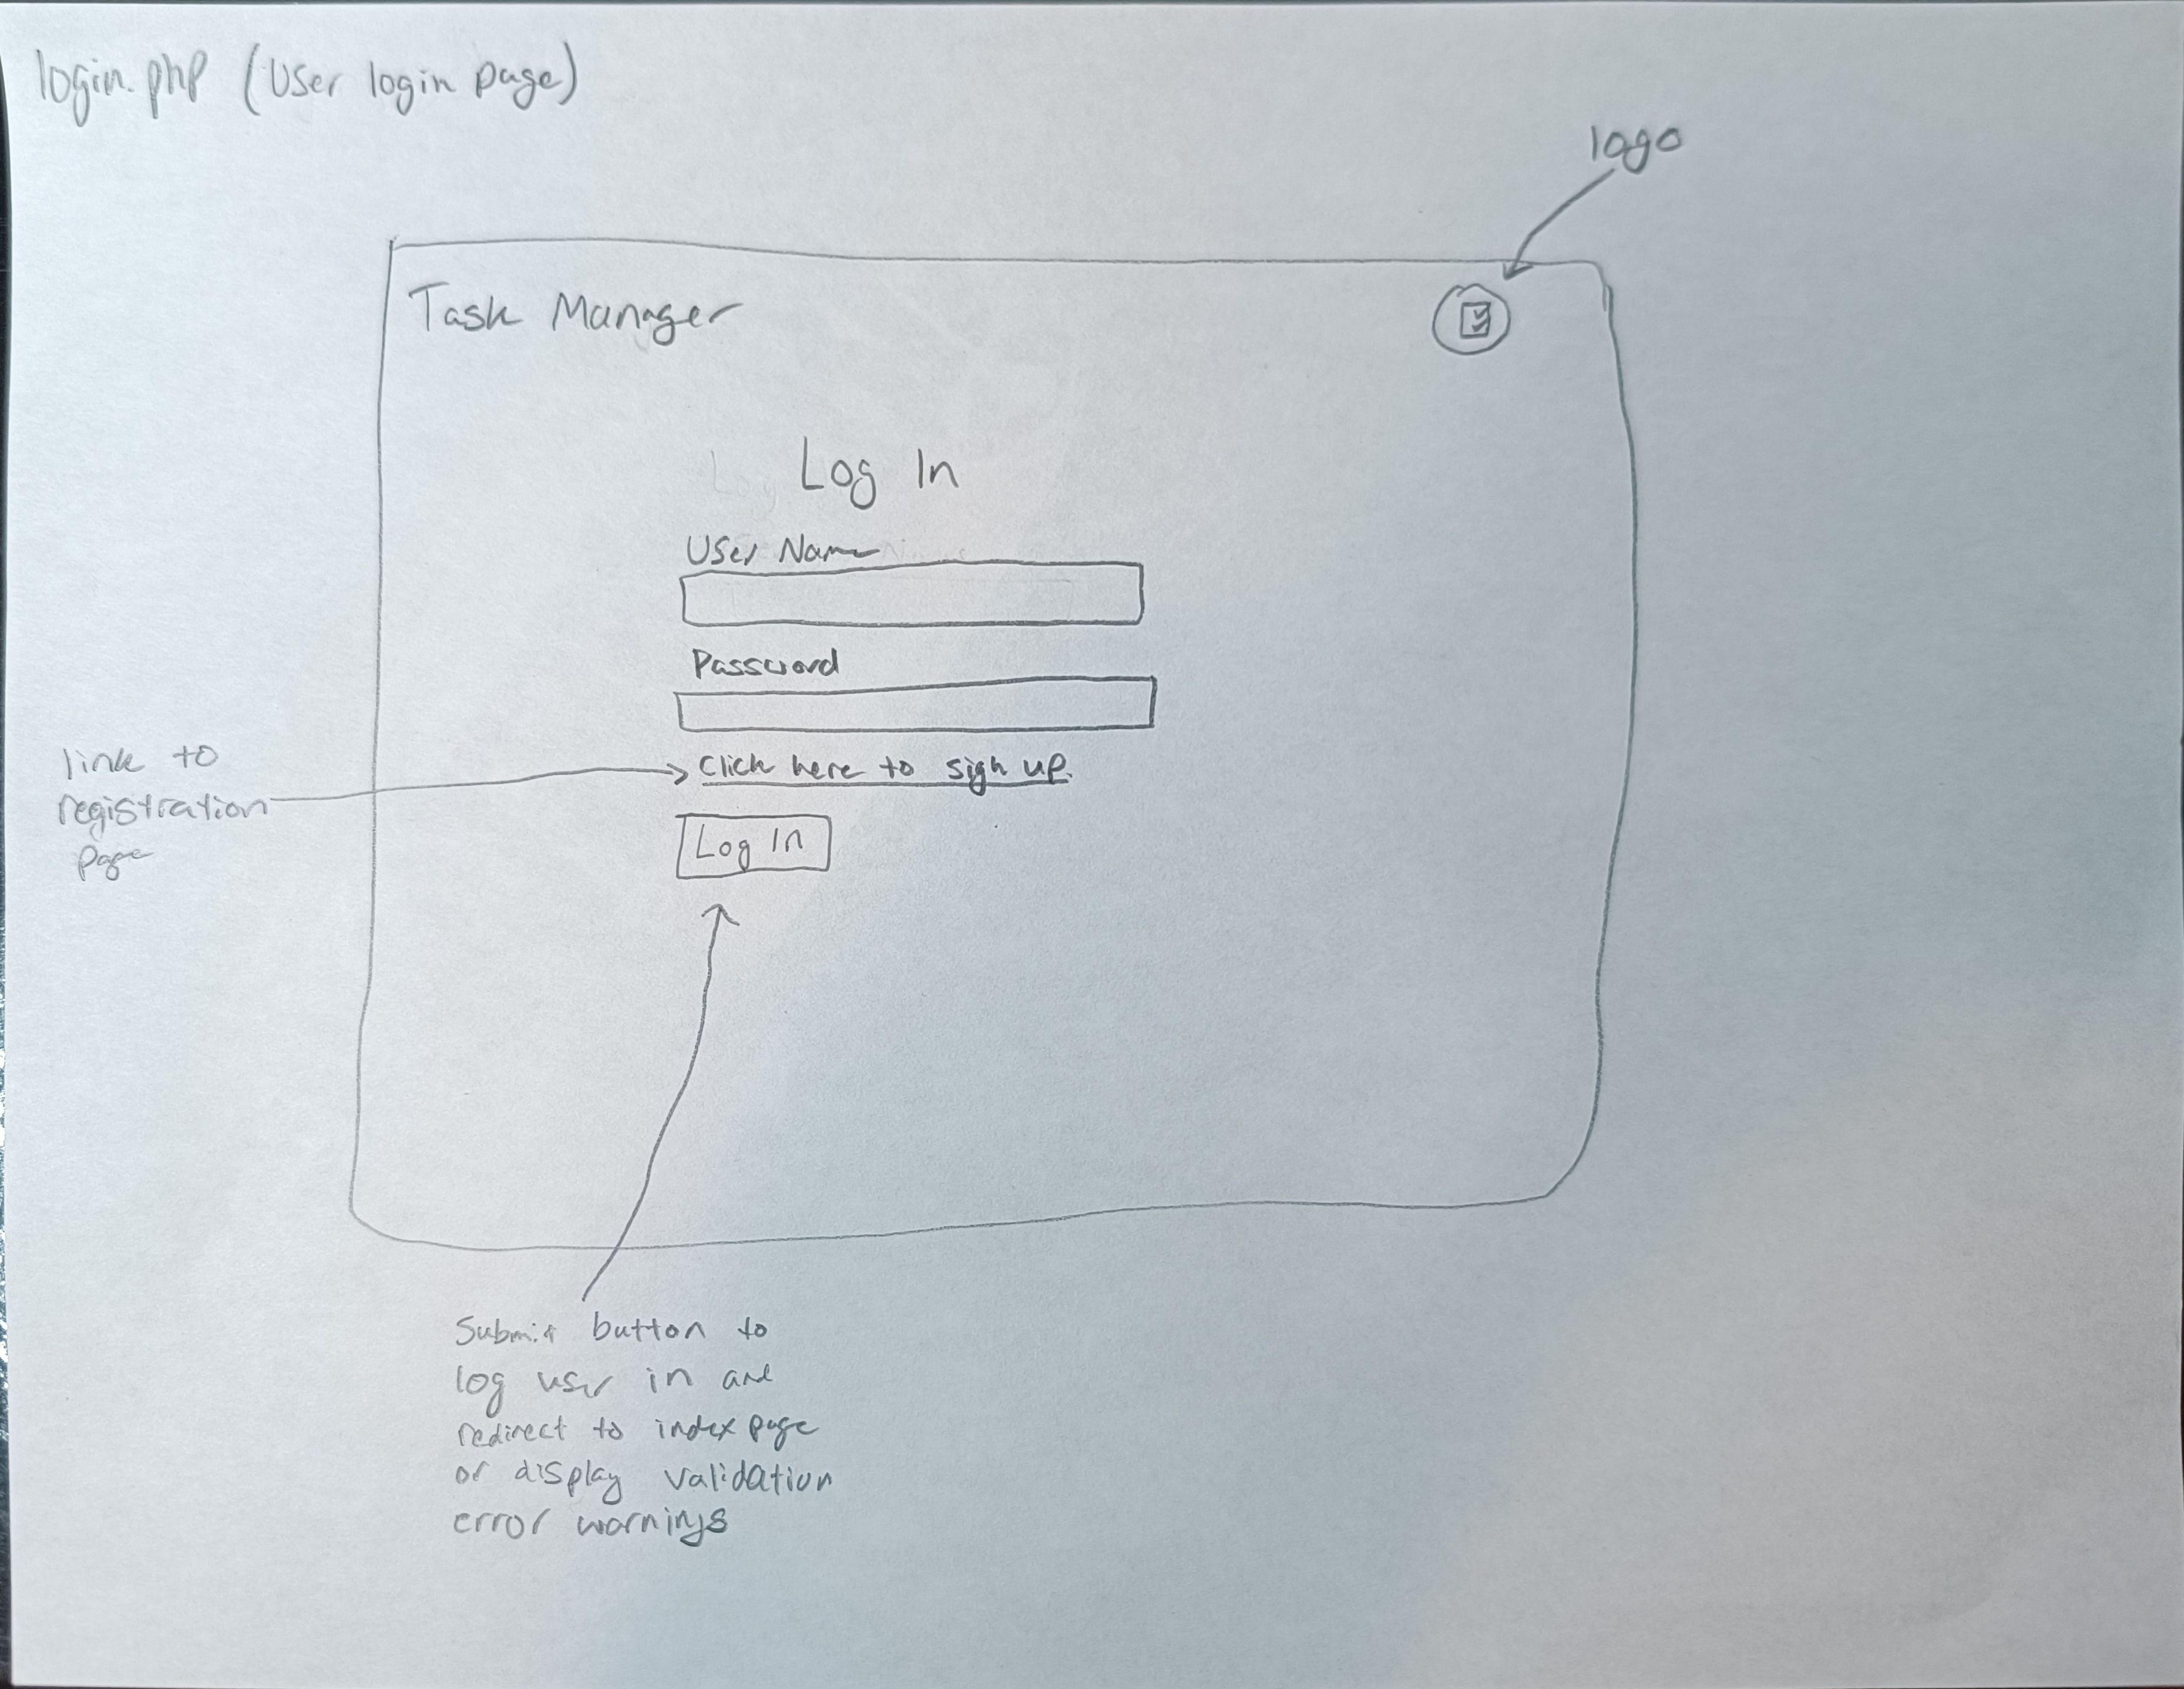 login.php (User login page)
logo
Task Manager
Log In
User Name
Password
link to
registration
page
Click here to sign up.
Log In
Submit button to
log user in and
redirect to index page
or display validation
error warnings